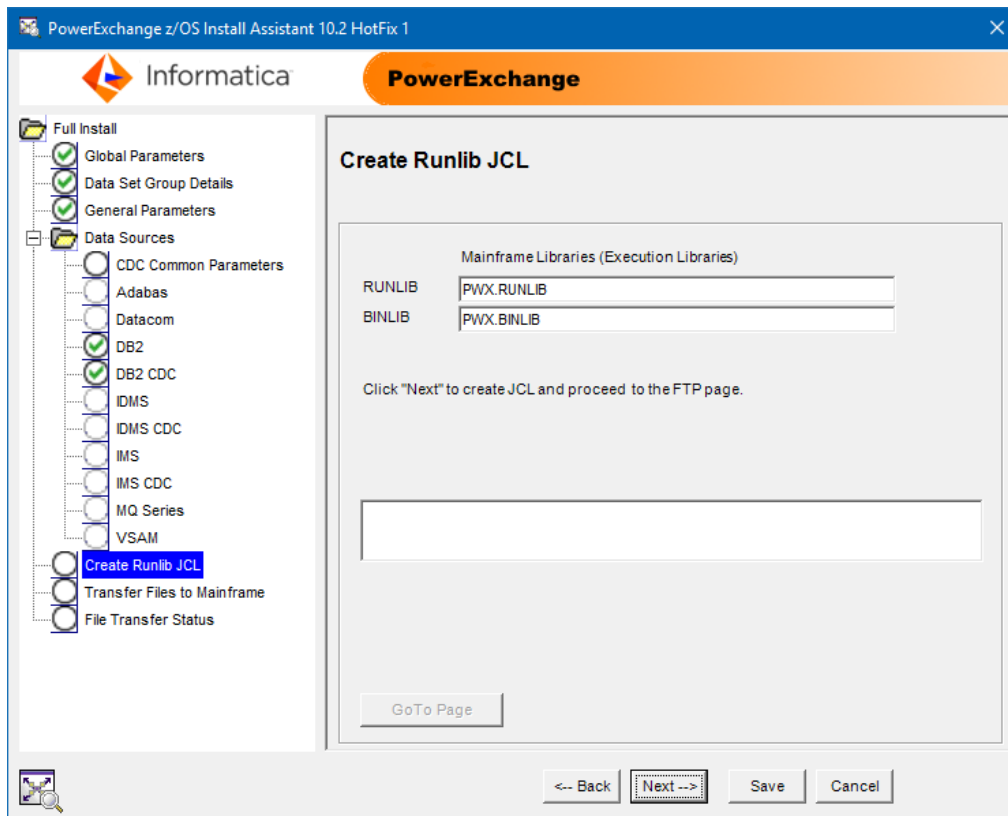 PowerExchange z/OS Install Assistant 10.2 HotFix 1
Informatica
PowerExchange
Full Install
Global Parameters
Data Set Group Details
General Parameters
Data Sources
CDC Common Parameters
Adabas
Datacom
DB2
DB2 CDC
IDMS
IDMS CDC
IMS
IMS CDC
MQ Series
VSAM
Create Runlib JCL
Transfer Files to Mainframe
File Transfer Status
Create Runlib JCL
Mainframe Libraries (Execution Libraries)
RUNLIB PWX.RUNLIB
BINLIB PWX.BINLIB
Click "Next" to create JCL and proceed to the FTP page.
GoTo Page
<-- Back Next --> Save Cancel